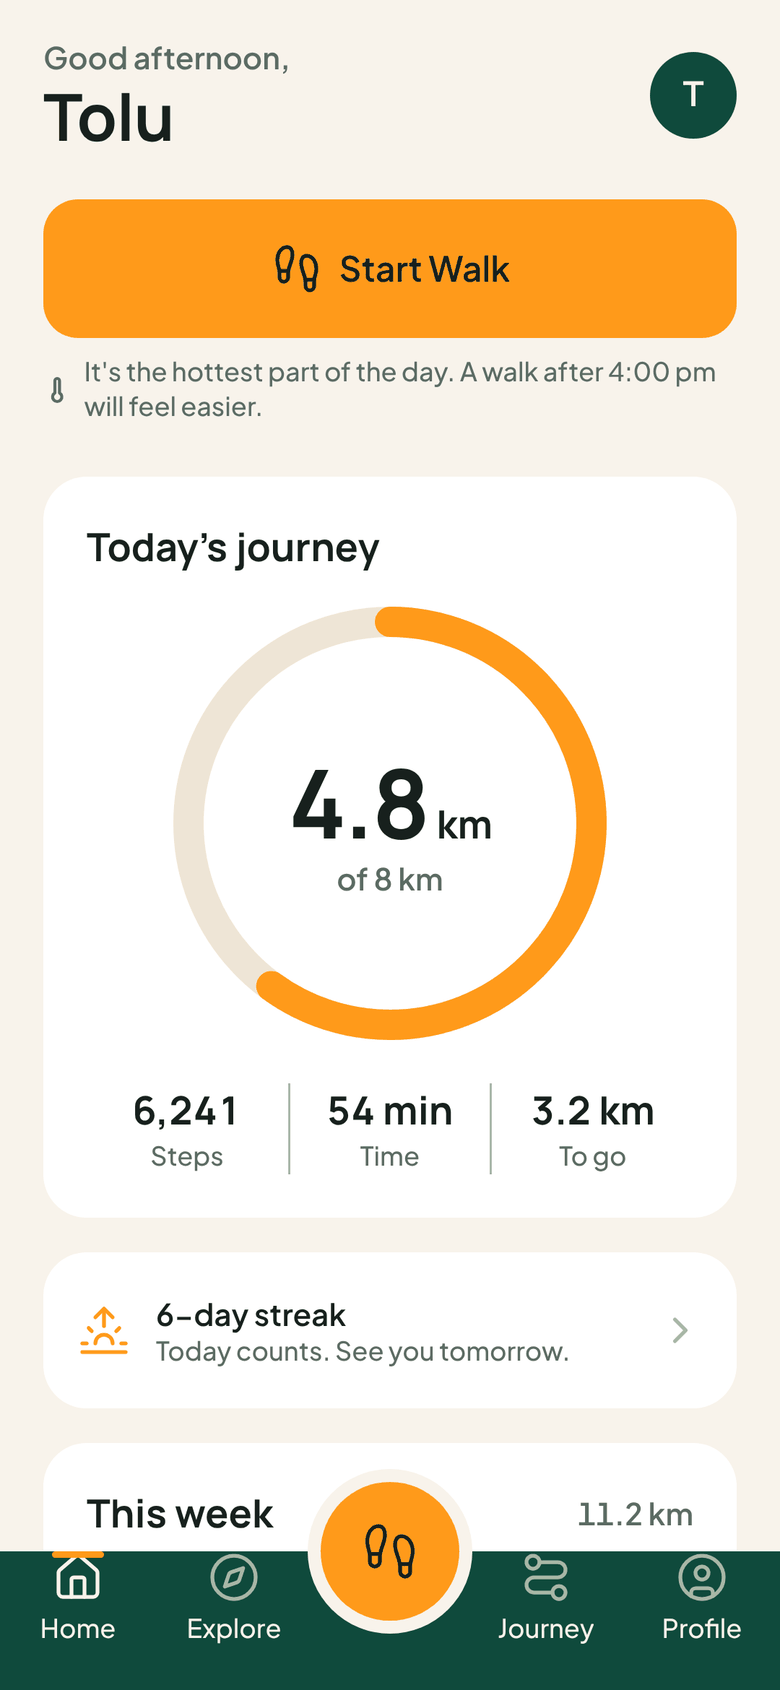 Good afternoon,
Tolu
T
Start Walk
It's the hottest part of the day. A walk after 4:00 pm
will feel easier.
Today’s journey
4.8 km
of 8 km
6,241
Steps
54 min
Time
3.2 km
To go
6-day streak
Today counts. See you tomorrow.
This week
11.2 km
Home
Explore
Journey
Profile